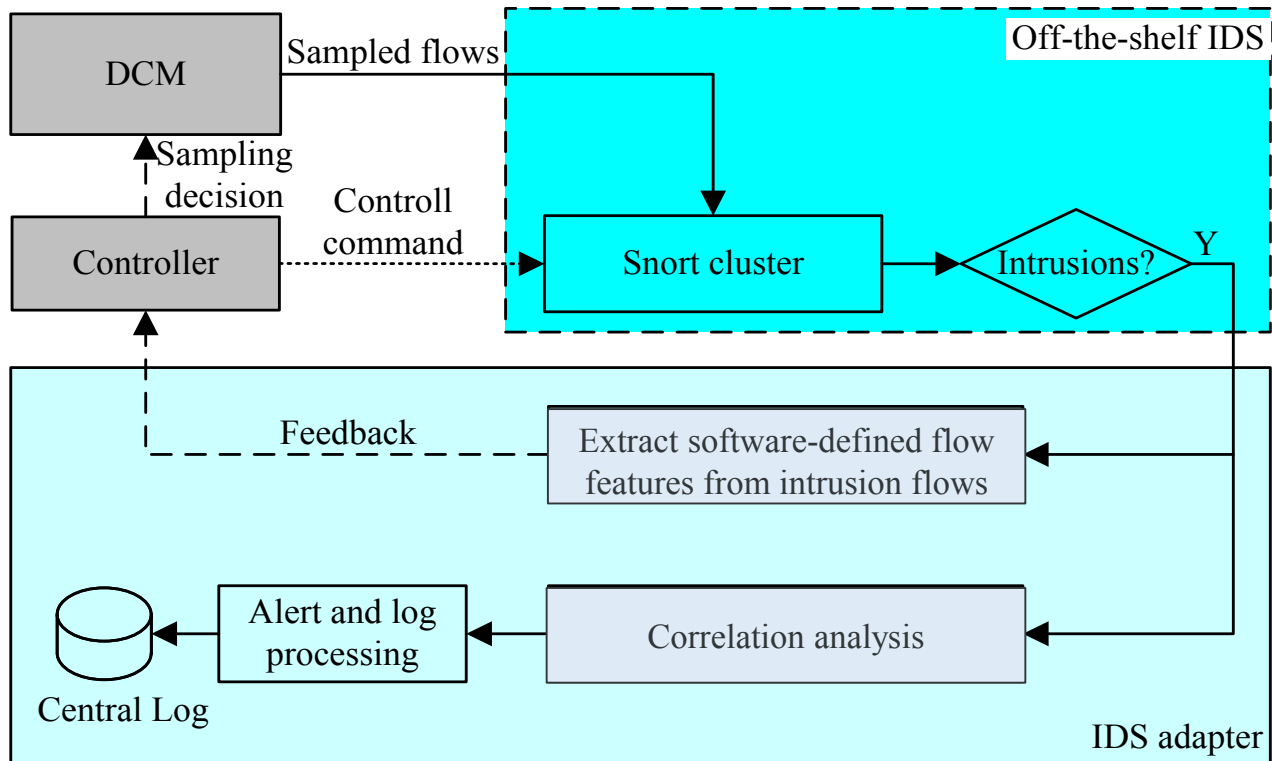 Off-the-shelf IDS
Sampled flows
DCM
Sampling
decision
Controll
command
Controller
Snort cluster
Intrusions?
Y
Feedback
Extract software-defined flow
features from intrusion flows
Alert and log
processing
Correlation analysis
Central Log
IDS adapter